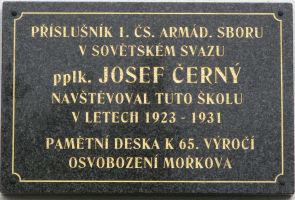 PŘÍSLUŠNÍK 1. ČS. ARMÁD. SBORU
V SOVĚTSKÉM SVAZU
pplk. JOSEF ČERNÝ
NAVŠTĚVOVAL TUTO ŠKOLU
V LETECH 1923 - 1931
PAMĚTNÍ DESKA K 65. VÝROČÍ
OSVOBOZENÍ MOŘKOVA